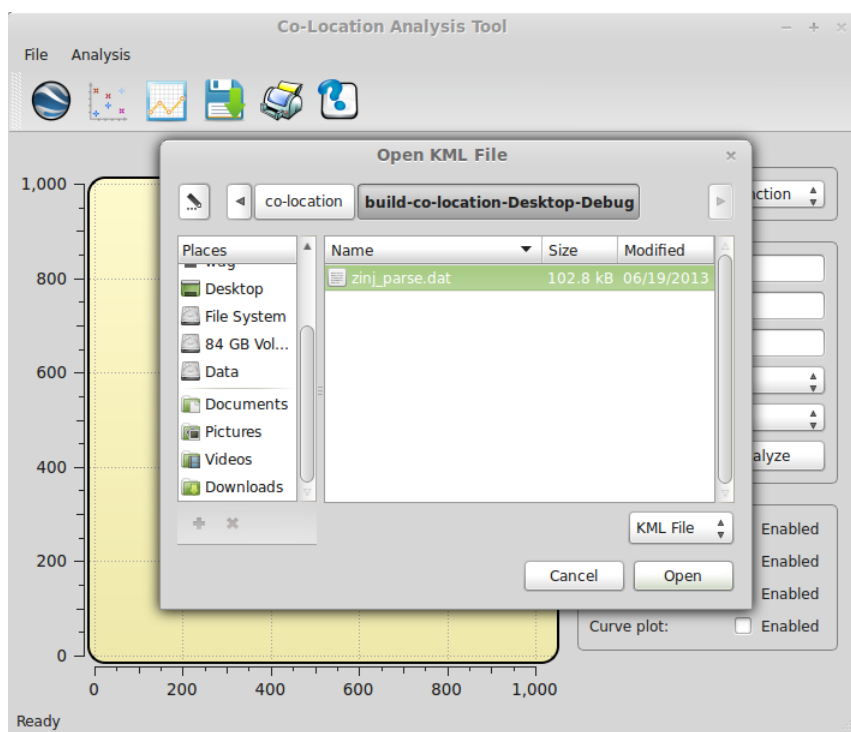 Co-Location Analysis Tool
File Analysis
Open KML File
co-location build-co-location-Desktop-Debug
Places
Desktop
File System
84 GB Vol...
Data
Documents
Pictures
Videos
Downloads
Name Size Modified
zinj_parse.dat 102.8 kB 06/19/2013
KML File
Cancel Open
1,000
800
600
400
200
0
0 200 400 600 800 1,000
nction
alyze
Enabled
Enabled
Enabled
Curve plot: Enabled
Ready